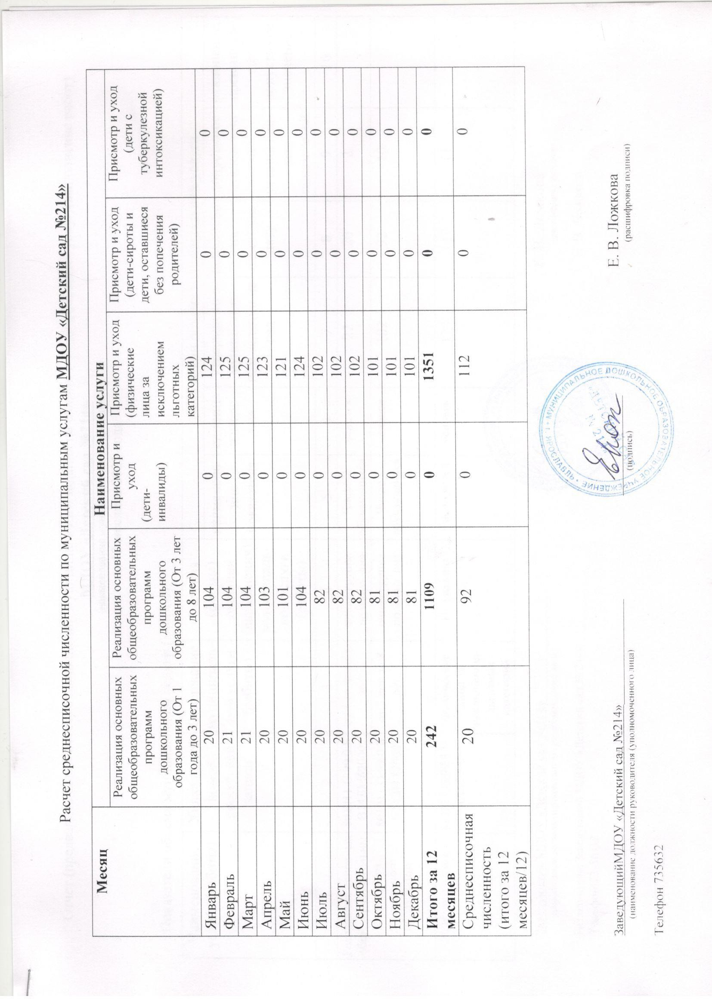 Расчет среднесписочной численности по муниципальным услугам МДОУ «Детский сад №214»
Месяц
Наименование услуги
Реализация основных
общеобразовательных
программ
дошкольного
образования (От 1
года до 3 лет)
Реализация основных
общеобразовательных
программ
дошкольного
образования (От 3 лет
до 8 лет)
Присмотр и
уход
(дети-
инвалиды)
Присмотр и уход
(физические
лица за
исключением
льготных
категорий)
Присмотр и уход
(дети-сироты и
дети, оставшиеся
без попечения
родителей)
Присмотр и уход
(дети с
туберкулезной
интоксикацией)
Январь 20 104 0 124 0 0
Февраль 21 104 0 125 0 0
Март 21 104 0 125 0 0
Апрель 20 103 0 123 0 0
Май 20 101 0 121 0 0
Июнь 20 104 0 124 0 0
Июль 20 82 0 102 0 0
Август 20 82 0 102 0 0
Сентябрь 20 82 0 102 0 0
Октябрь 20 81 0 101 0 0
Ноябрь 20 81 0 101 0 0
Декабрь 20 81 0 101 0 0
Итого за 12 242 1109 0 1351 0 0
месяцев
Среднесписочная 20 92 0 112 0 0
численность
(итого за 12
месяцев/12)
• МУНИЦИПАЛЬНОЕ ДОШКОЛЬНОЕ ОБРАЗОВАТЕЛЬНОЕ УЧРЕЖДЕНИЕ •
ЗаведующийМДОУ «Детский сад №214» Е. В. Ложкова
(наименование должности руководителя (уполномоченного лица) (подпись) (расшифровка подписи)
Телефон 735632